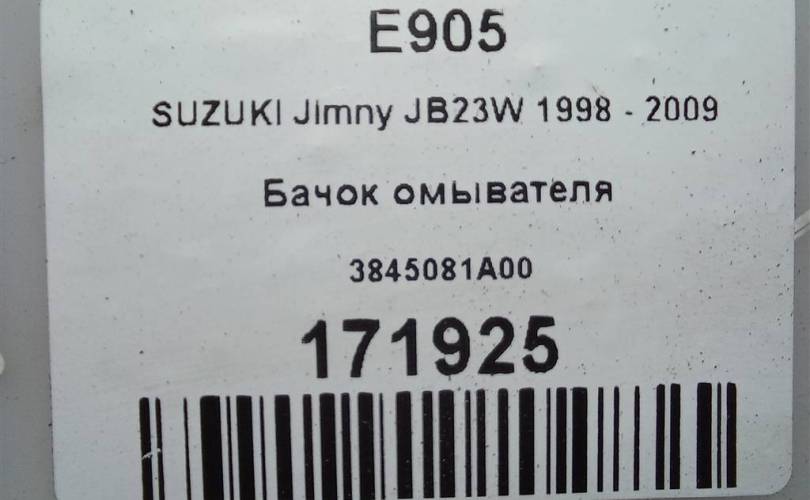 E905
SUZUKI Jimny JB23W 1998 - 2009
Бачок омывателя
3845081A00
171925